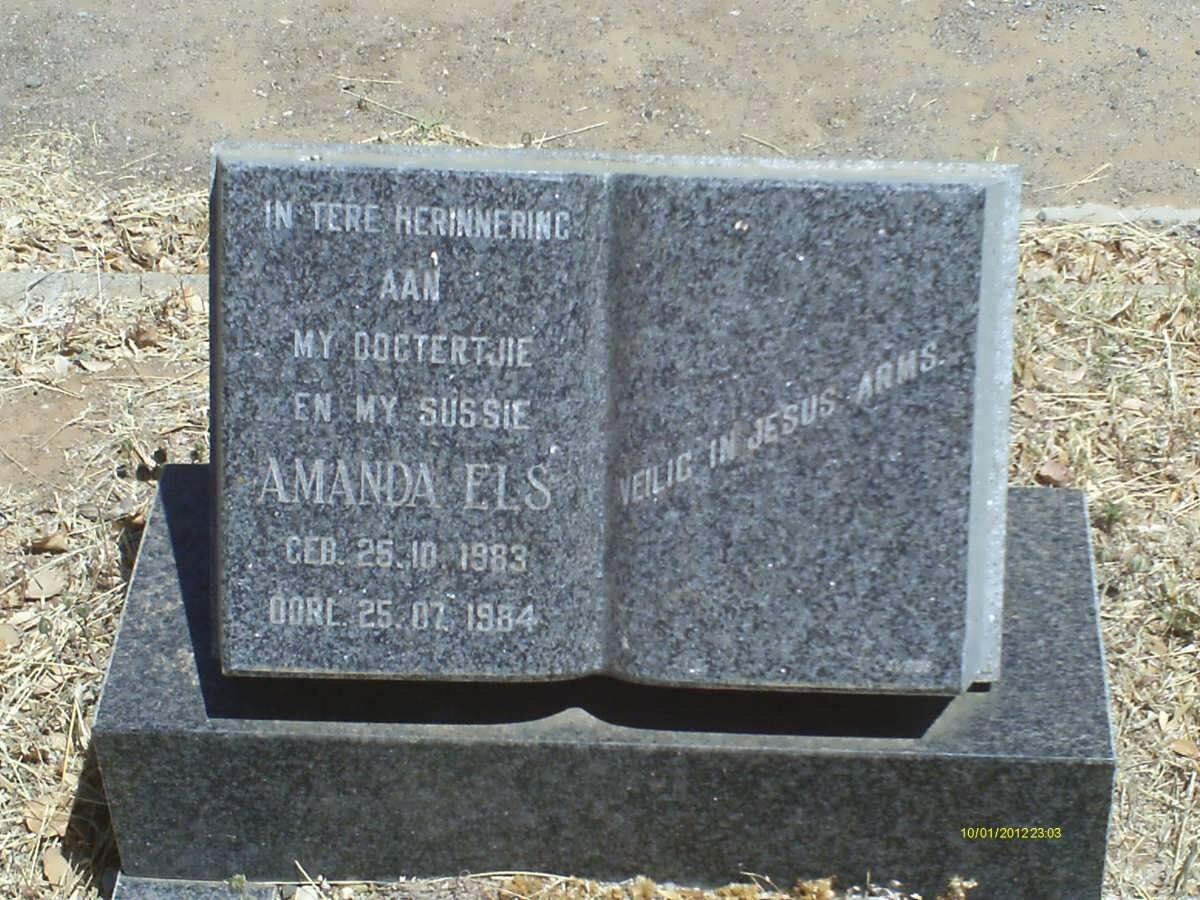 IN TERE HERINNERING
AAN
MY DOGTERTJIE
EN MY SUSSIE
AMANDA ELS
GEB. 25.10.1983
OORL. 25.07.1984
VEILIG IN JESUS ARMS.
10/01/2012 23:03